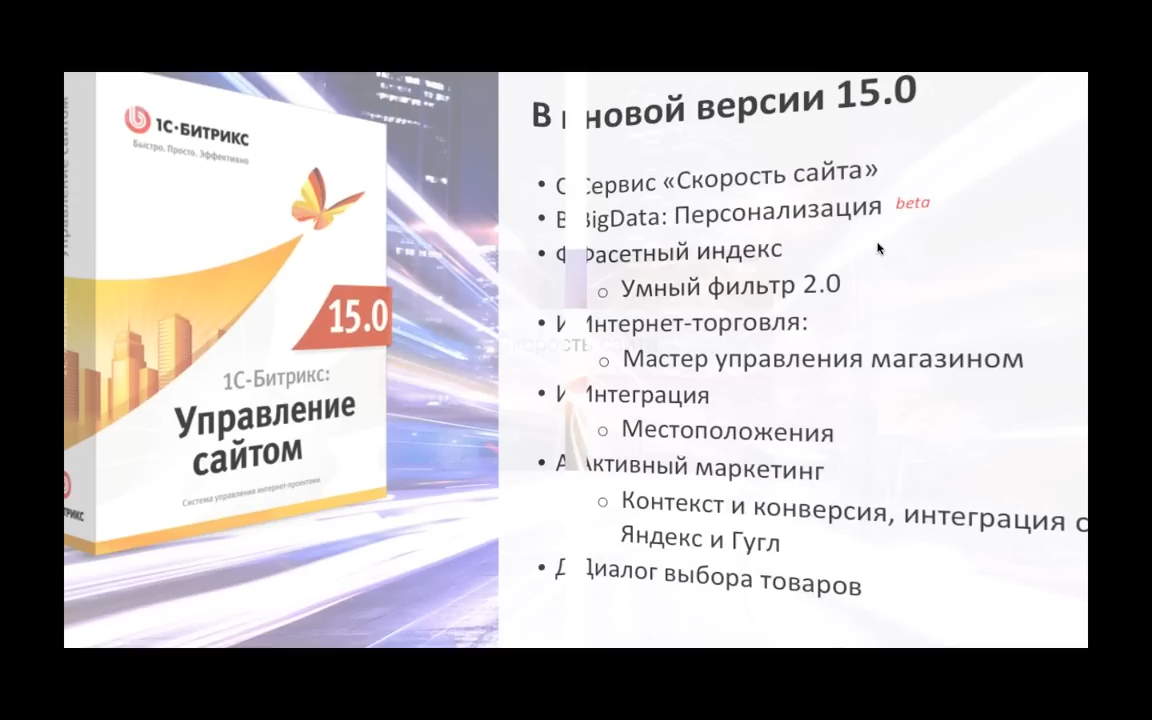 1С·БИТРИКС
Быстро. Просто. Эффективно
15.0
1С-Битрикс:
Управление
сайтом
Система управления интернет-проектами
В новой версии 15.0
• Сервис «Скорость сайта»
• BigData: Персонализация beta
• Фасетный индекс
○ Умный фильтр 2.0
• Интернет-торговля:
○ Мастер управления магазином
• Интеграция
○ Местоположения
• Активный маркетинг
○ Контекст и конверсия, интеграция с
Яндекс и Гугл
• Диалог выбора товаров